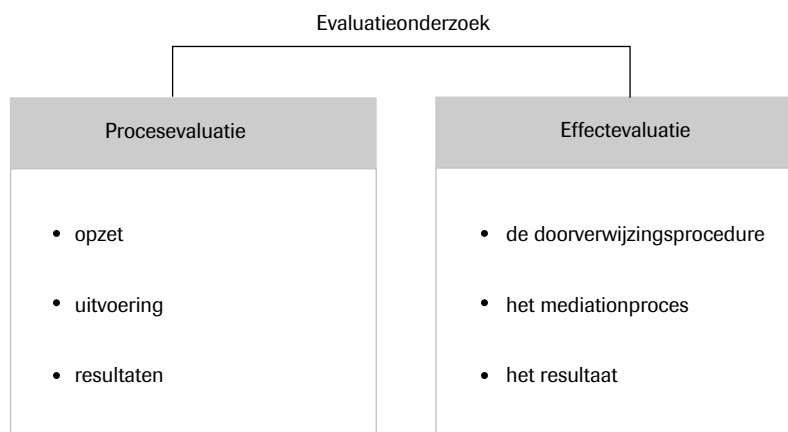 Evaluatieonderzoek
Procesevaluatie
• opzet
• uitvoering
• resultaten
Effectevaluatie
• de doorverwijzingsprocedure
• het mediationproces
• het resultaat